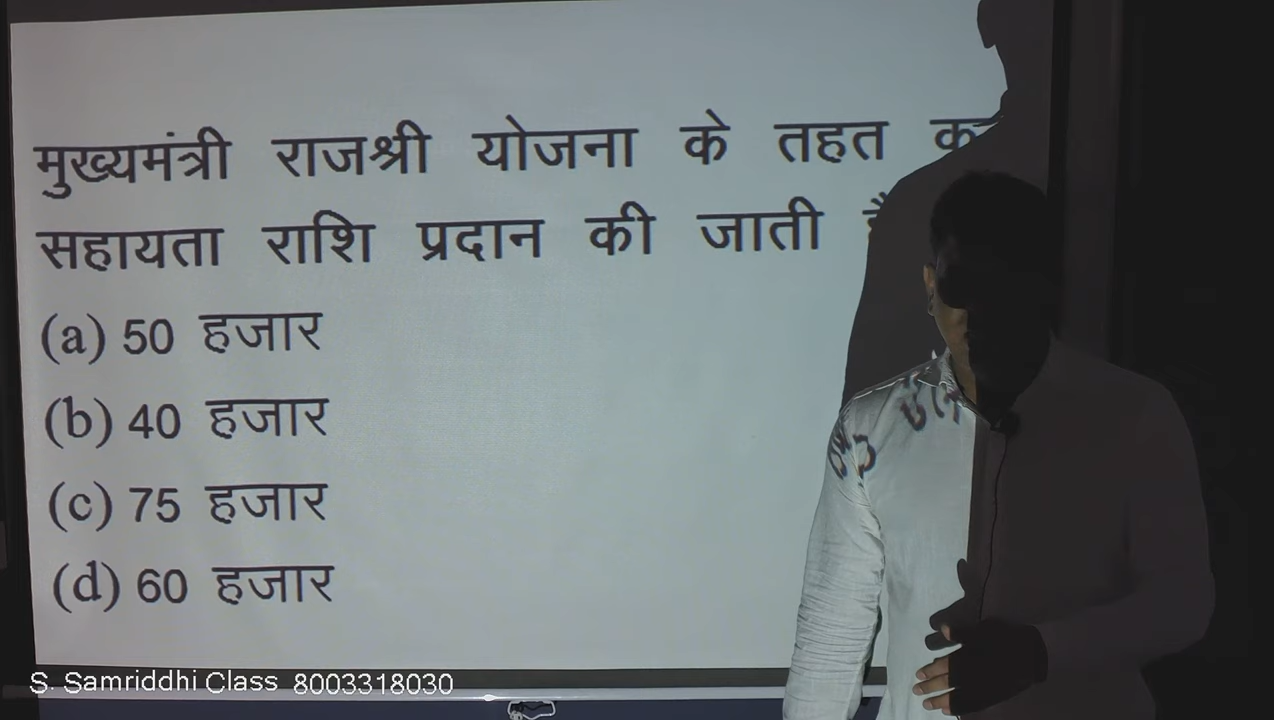 मुख्यमंत्री राजश्री योजना के तहत
सहायता राशि प्रदान की जाती
(a) 50 हजार
(b) 40 हजार
(c) 75 हजार
(d) 60 हजार
S. Samriddhi Class 8003318030